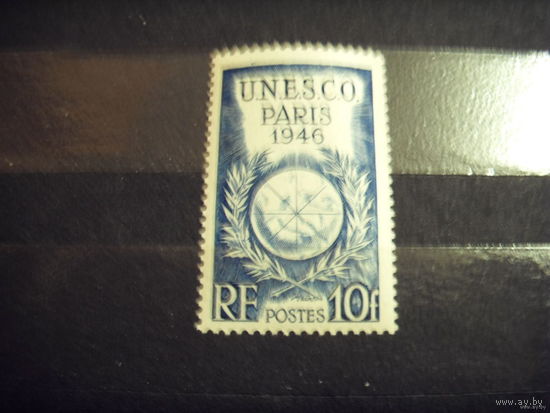 U.N.E.S.C.O.
PARIS
1946
RF POSTES 10f
www.ay.by